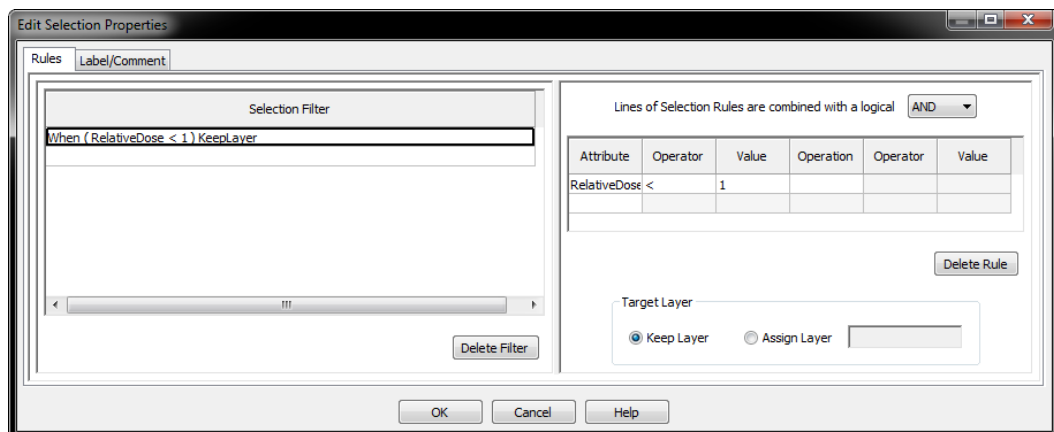 Edit Selection Properties
Rules
Label/Comment
Selection Filter
When ( RelativeDose < 1 ) KeepLayer
Delete Filter
Lines of Selection Rules are combined with a logical AND
Attribute Operator Value Operation Operator Value
RelativeDose < 1
Delete Rule
Target Layer
Keep Layer Assign Layer
OK Cancel Help